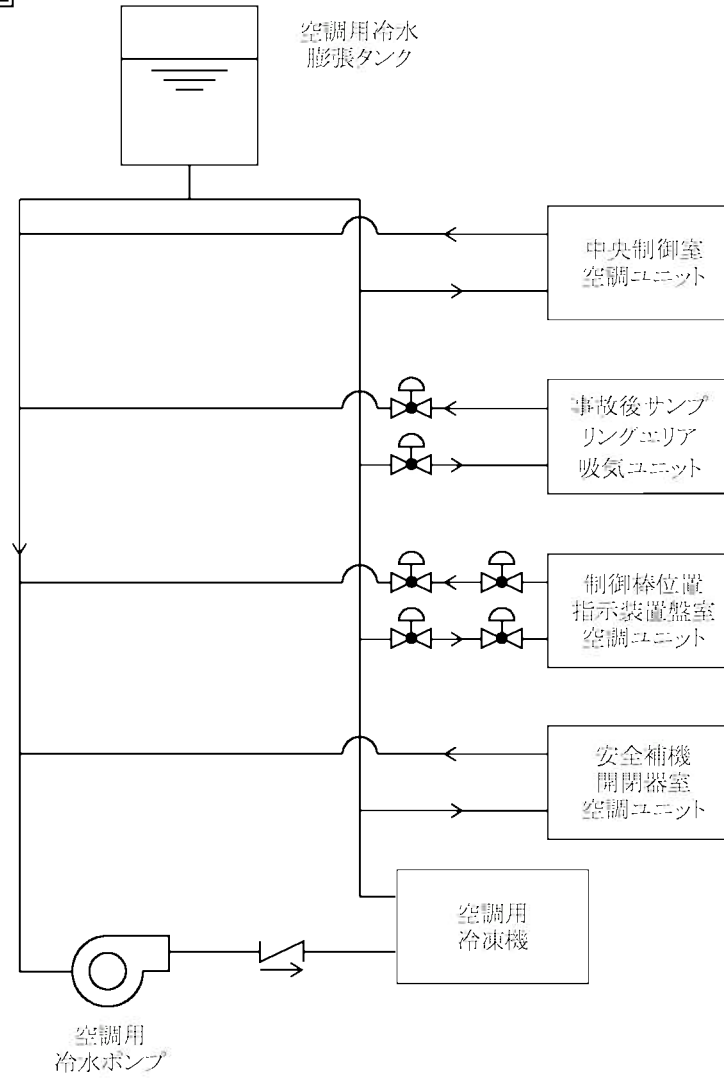 空調用冷水
膨張タンク
中央制御室
空調ユニット
事故後サンプ
リングエリア
吸気ユニット
制御棒位置
指示装置盤室
空調ユニット
安全補機
開閉器室
空調ユニット
空調用
冷凍機
空調用
冷水ポンプ